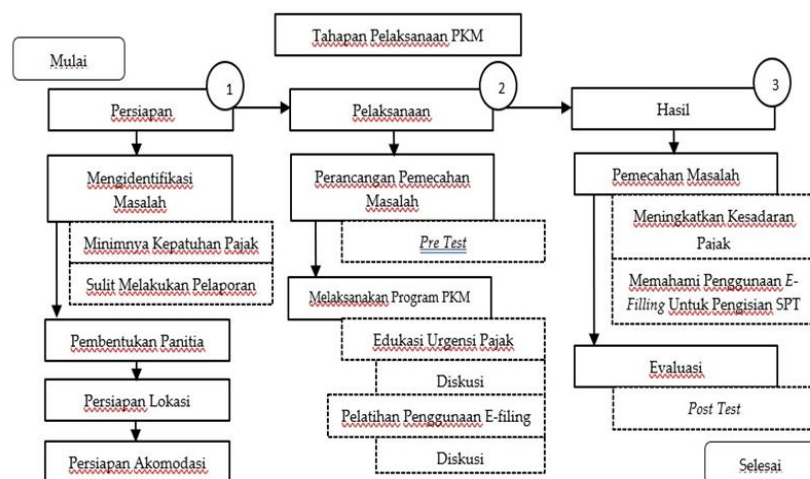 Tahapan Pelaksanaan PKM
Mulai
1
Persiapan
Mengidentifikasi
Masalah
Minimnya Kepatuhan Pajak
Sulit Melakukan Pelaporan
Pembentukan Panitia
Persiapan Lokasi
Persiapan Akomodasi
2
Pelaksanaan
Perancangan Pemecahan
Masalah
Pre Test
Melaksanakan Program PKM
Edukasi Urgensi Pajak
Diskusi
Pelatihan Penggunaan E-filing
Diskusi
3
Hasil
Pemecahan Masalah
Meningkatkan Kesadaran
Pajak
Memahami Penggunaan E-
Filling Untuk Pengisian SPT
Evaluasi
Post Test
Selesai